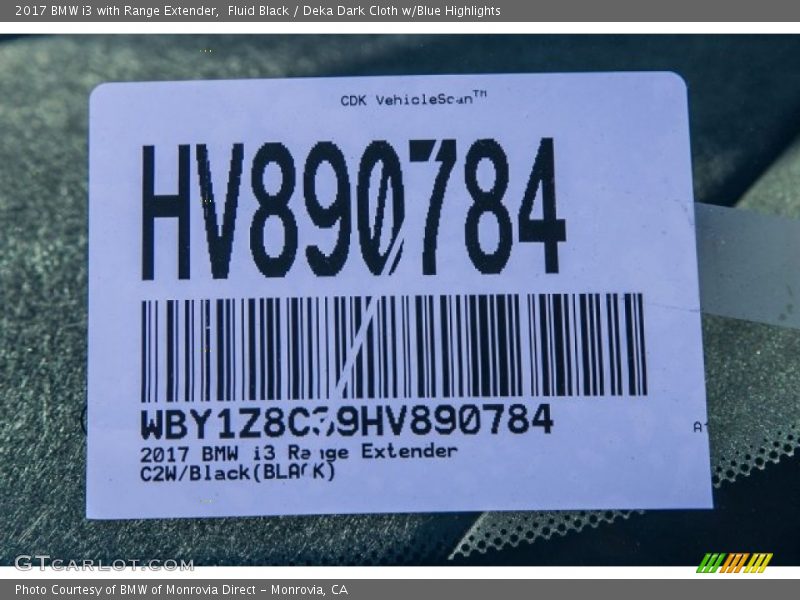 2017 BMW i3 with Range Extender,  Fluid Black / Deka Dark Cloth w/Blue Highlights
CDK VehicleScan™
HV890784
WBY1Z8C39HV890784
2017 BMW i3 Range Extender
C2W/Black(BLACK)
GTCARLOT.COM
Photo Courtesy of BMW of Monrovia Direct – Monrovia, CA